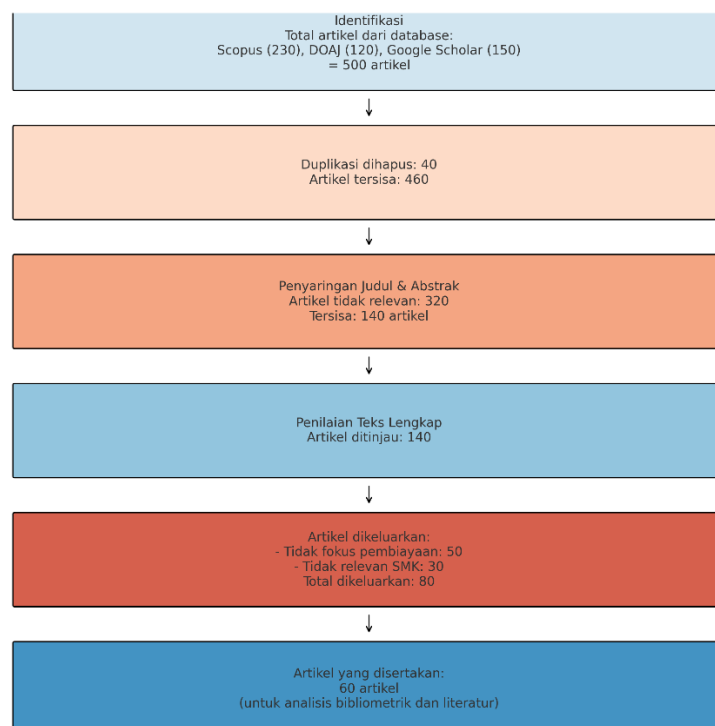 Identifikasi
Total artikel dari database:
Scopus (230), DOAJ (120), Google Scholar (150)
= 500 artikel
Duplikasi dihapus: 40
Artikel tersisa: 460
Penyaringan Judul & Abstrak
Artikel tidak relevan: 320
Tersisa: 140 artikel
Penilaian Teks Lengkap
Artikel ditinjau: 140
Artikel dikeluarkan:
- Tidak fokus pembiayaan: 50
- Tidak relevan SMK: 30
Total dikeluarkan: 80
Artikel yang disertakan:
60 artikel
(untuk analisis bibliometrik dan literatur)